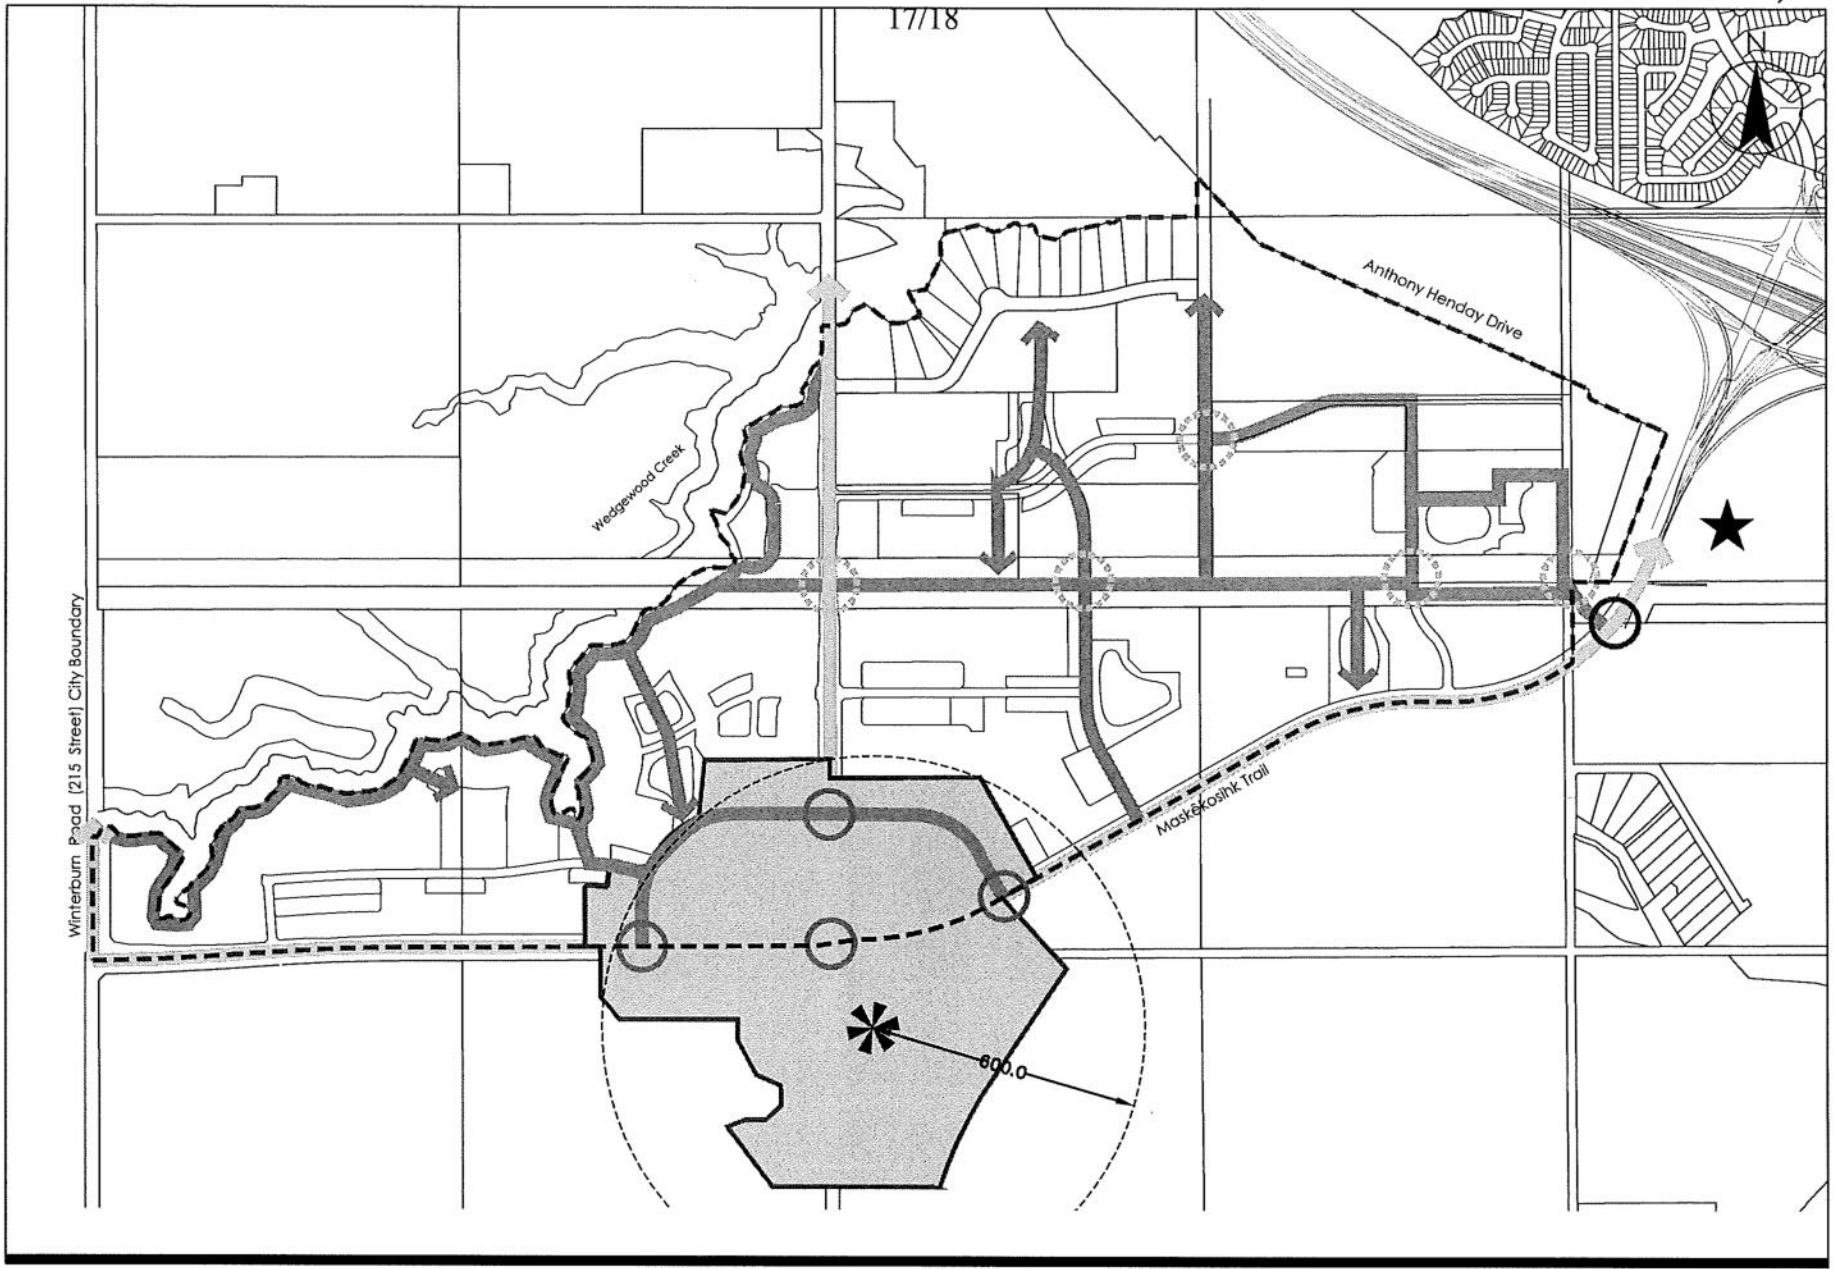 17/18
N
Anthony Henday Drive
Wedgewood Creek
Winterburn Road (215 Street) City Boundary
Maskêkosihk Trail
600.0